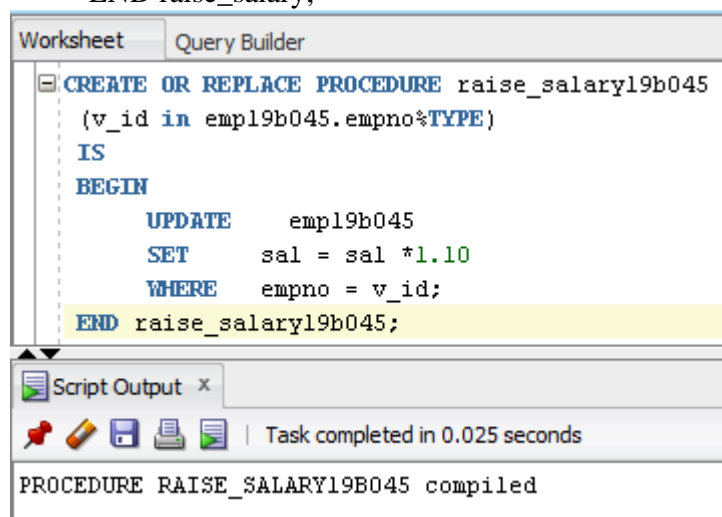 END raise_salary;
Worksheet Query Builder
CREATE OR REPLACE PROCEDURE raise_salary19b045
(v_id in emp19b045.empno%TYPE)
IS
BEGIN
UPDATE emp19b045
SET sal = sal *1.10
WHERE empno = v_id;
END raise_salary19b045;
Script Output x
Task completed in 0.025 seconds
PROCEDURE RAISE_SALARY19B045 compiled